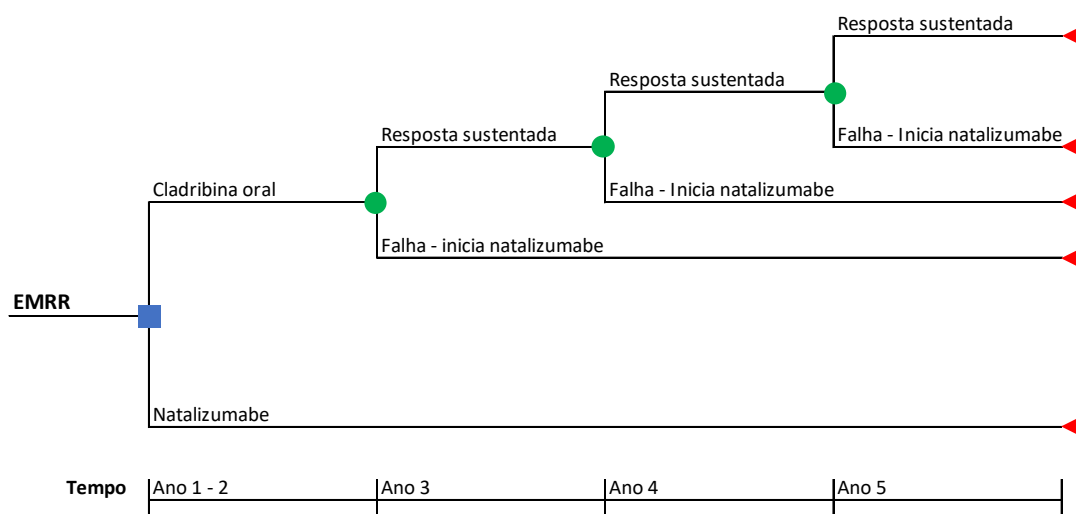 Resposta sustentada
Resposta sustentada
Resposta sustentada
Falha - Inicia natalizumabe
Cladribina oral
Falha - Inicia natalizumabe
Falha - inicia natalizumabe
EMRR
Natalizumabe
Tempo Ano 1 - 2 Ano 3 Ano 4 Ano 5